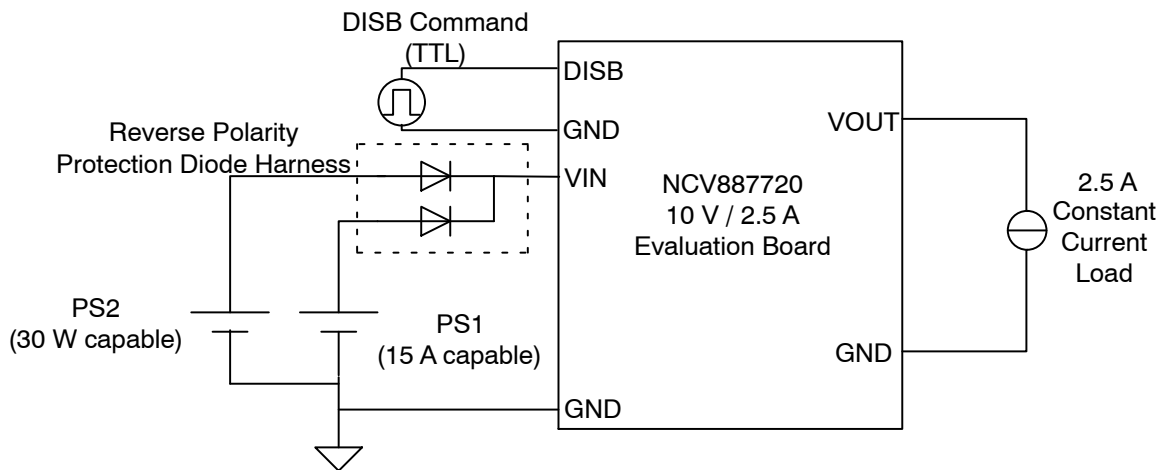 DISB Command
(TTL)
DISB
GND
Reverse Polarity
Protection Diode Harness
VIN
VOUT
NCV887720
10 V / 2.5 A
Evaluation Board
2.5 A
Constant
Current
Load
PS2
(30 W capable)
PS1
(15 A capable)
GND
GND